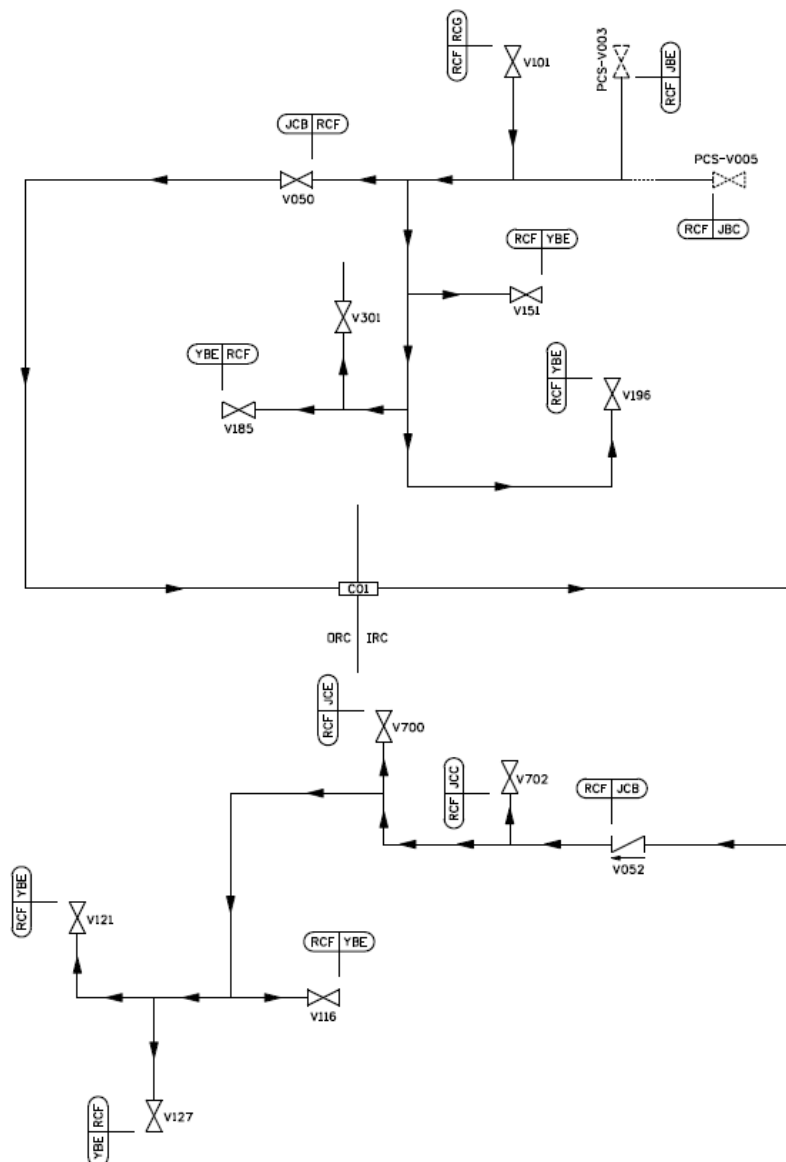 RCF RCG
V101
PCS-V003
RCF JBE
JCB RCF
V050
PCS-V005
RCF JBC
RCF YBE
V151
V301
YBE RCF
V185
RCF YBE
V196
C01
ORC IRC
RCF JCE
V700
RCF JCC
V702
RCF JCB
V052
RCF YBE
V121
RCF YBE
V116
YBE RCF
V127